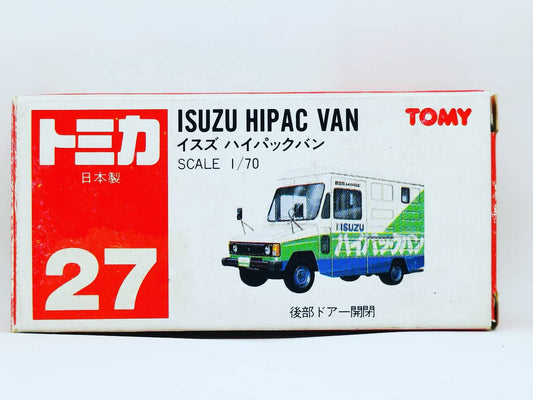 トミカ
日本製
27
ISUZU HIPAC VAN
イスズ ハイパックバン
SCALE 1/70
TOMY
ISUZU
ハイパックバン
後部ドアー開閉